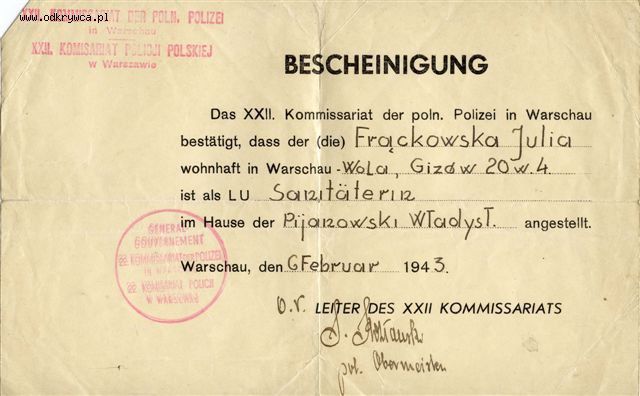 www.odkrywca.pl
XXII. KOMMISSARIAT DER POLN. POLIZEI
in Warschau
XXII. KOMISARIAT POLICJI POLSKIEJ
w Warszawie
BESCHEINIGUNG
Das XXII. Kommissariat der poln. Polizei in Warschau
bestätigt, dass der (die) Frąckowska Julia
wohnhaft in Warschau -Wola, Gizów 20 w. 4.
ist als LU Sanitäterin
im Hause der Pijanowski Władysł. angestellt.
Warschau, den 6 Februar 1943.
GENERAL
GOUVERNEMENT
22. KOMMISSARIAT DER POLIZEI
IN WARSCHAU
22. KOMISARIAT POLICJI
W WARSZAWIE
LEITER DES XXII KOMMISSARIATS
pol. Obermeister